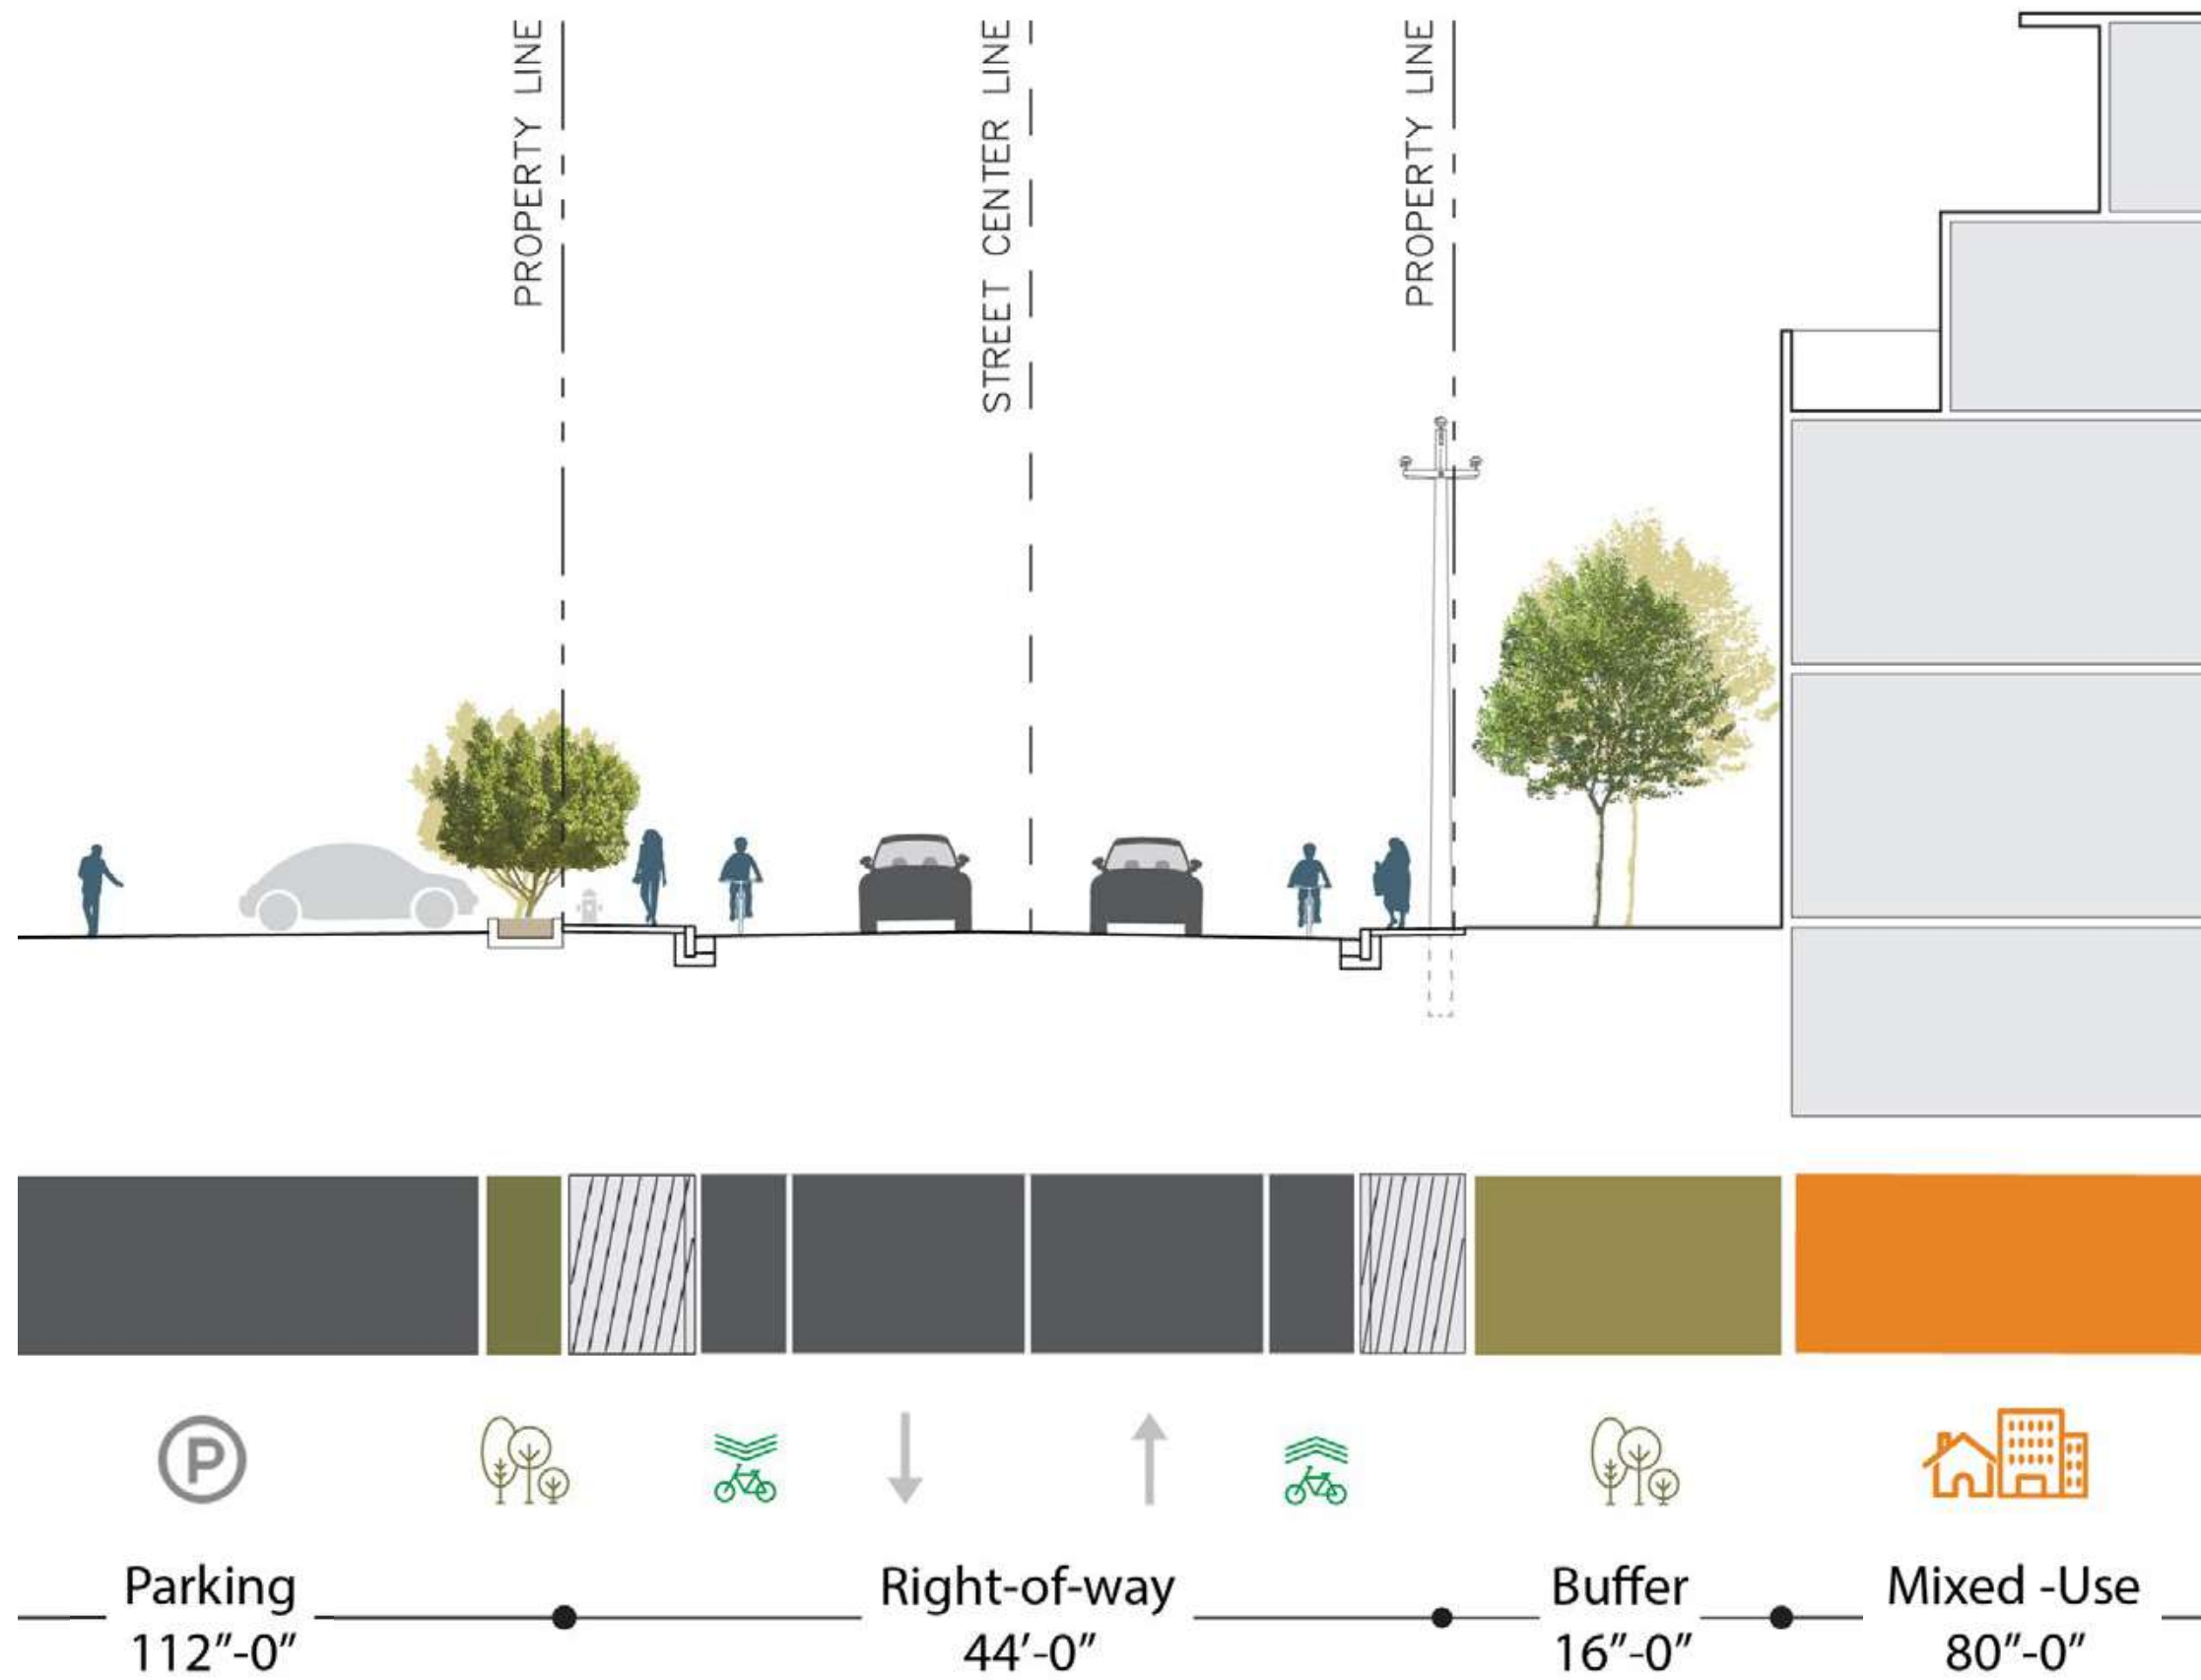 PROPERTY LINE
STREET CENTER LINE
PROPERTY LINE
P
Parking
112"-0"
Right-of-way
44'-0"
Buffer
16"-0"
Mixed -Use
80"-0"